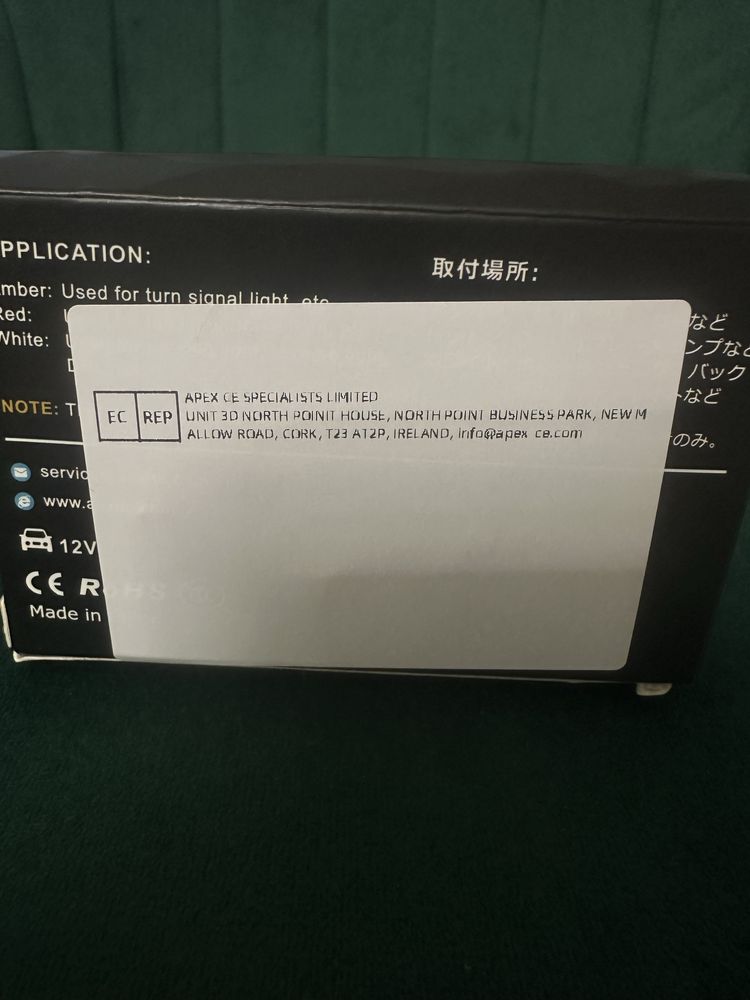 PPLICATION:
取付場所:
mber: Used for turn signal light, etc
Red:
など
White:
ンプなど
バック
など
NOTE: T
のみ。
EC REP
APEX CE SPECIALISTS LIMITED
UNIT 3D NORTH POINIT HOUSE, NORTH POINT BUSINESS PARK, NEW M
ALLOW ROAD, CORK, T23 AT2P, IRELAND, info@apex ce.com
servic
www.a
12V
CE RoHS
Made in